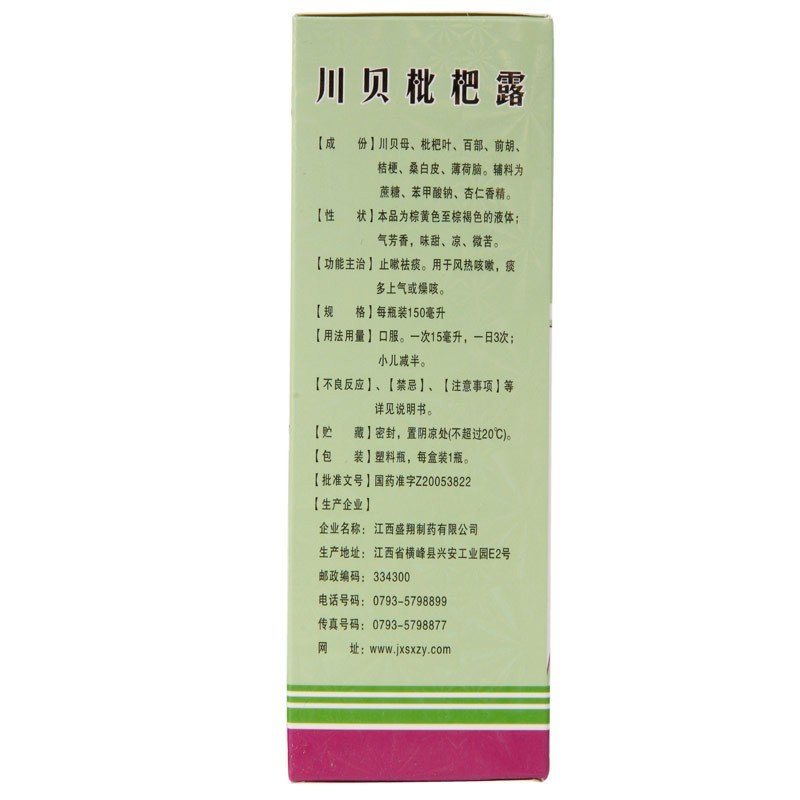 川贝枇杷露
【成　份】川贝母、枇杷叶、百部、前胡、
桔梗、桑白皮、薄荷脑。辅料为
蔗糖、苯甲酸钠、杏仁香精。
【性　状】本品为棕黄色至棕褐色的液体；
气芳香，味甜、凉、微苦。
【功能主治】止嗽祛痰。用于风热咳嗽，痰
多上气或燥咳。
【规　格】每瓶装150毫升
【用法用量】口服。一次15毫升，一日3次；
小儿减半。
【不良反应】、【禁忌】、【注意事项】等
详见说明书。
【贮　藏】密封，置阴凉处(不超过20℃)。
【包　装】塑料瓶，每盒装1瓶。
【批准文号】国药准字Z20053822
【生产企业】
企业名称：江西盛翔制药有限公司
生产地址：江西省横峰县兴安工业园E2号
邮政编码：334300
电话号码：0793-5798899
传真号码：0793-5798877
网　址：www.jxsxzy.com